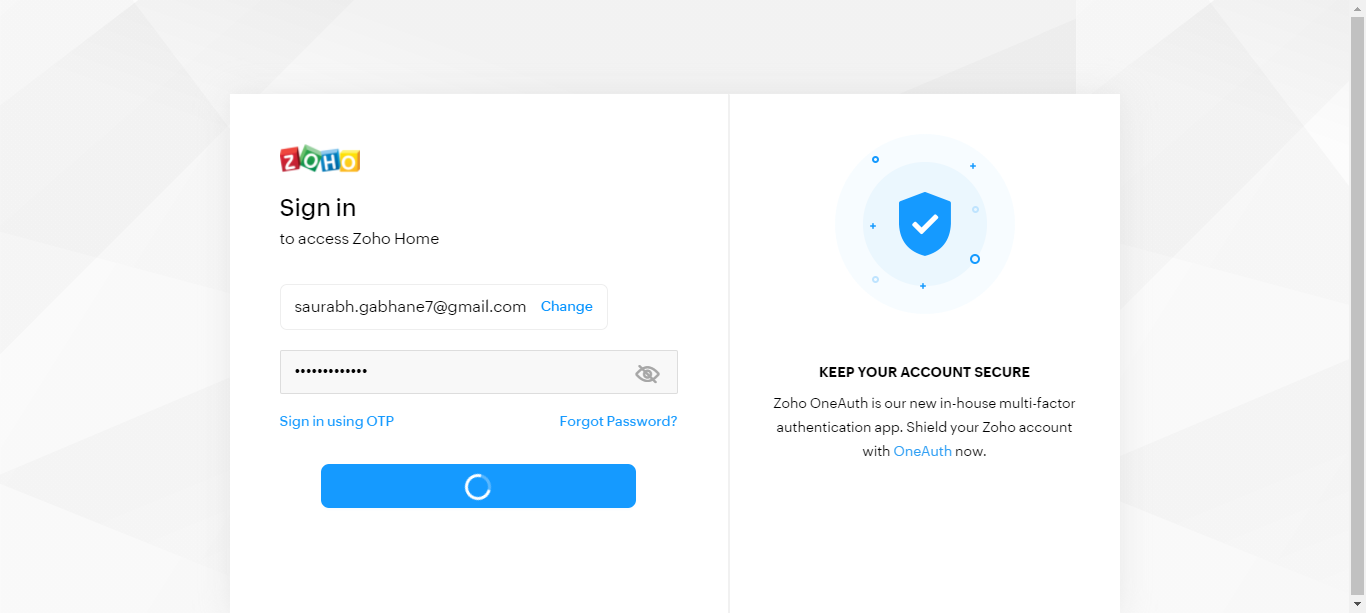 ZOHO
Sign in
to access Zoho Home
saurabh.gabhane7@gmail.com Change
•••••••••••••
Sign in using OTP Forgot Password?
KEEP YOUR ACCOUNT SECURE
Zoho OneAuth is our new in-house multi-factor
authentication app. Shield your Zoho account
with OneAuth now.